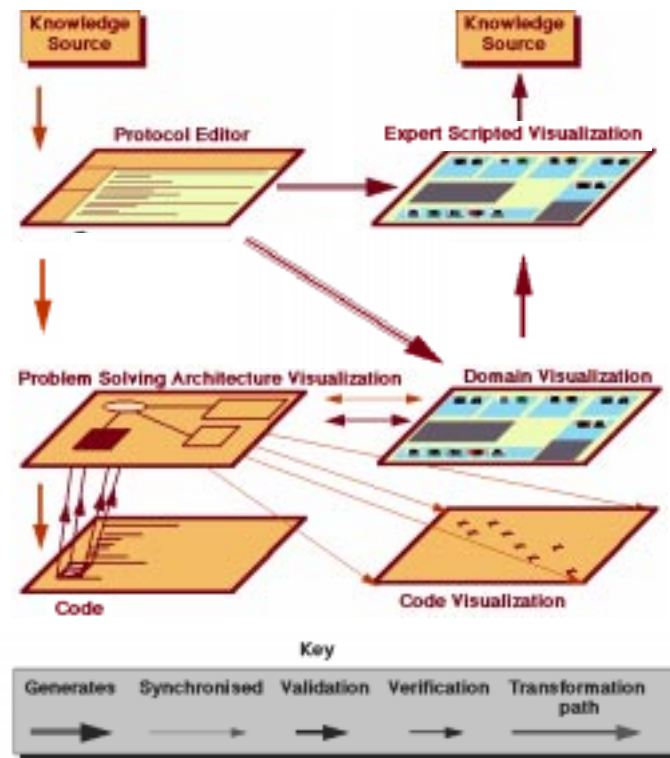 Knowledge
Source
Knowledge
Source
Protocol Editor
Expert Scripted Visualization
Problem Solving Architecture Visualization
Domain Visualization
Code
Code Visualization
Key
Generates
Synchronised
Validation
Verification
Transformation
path